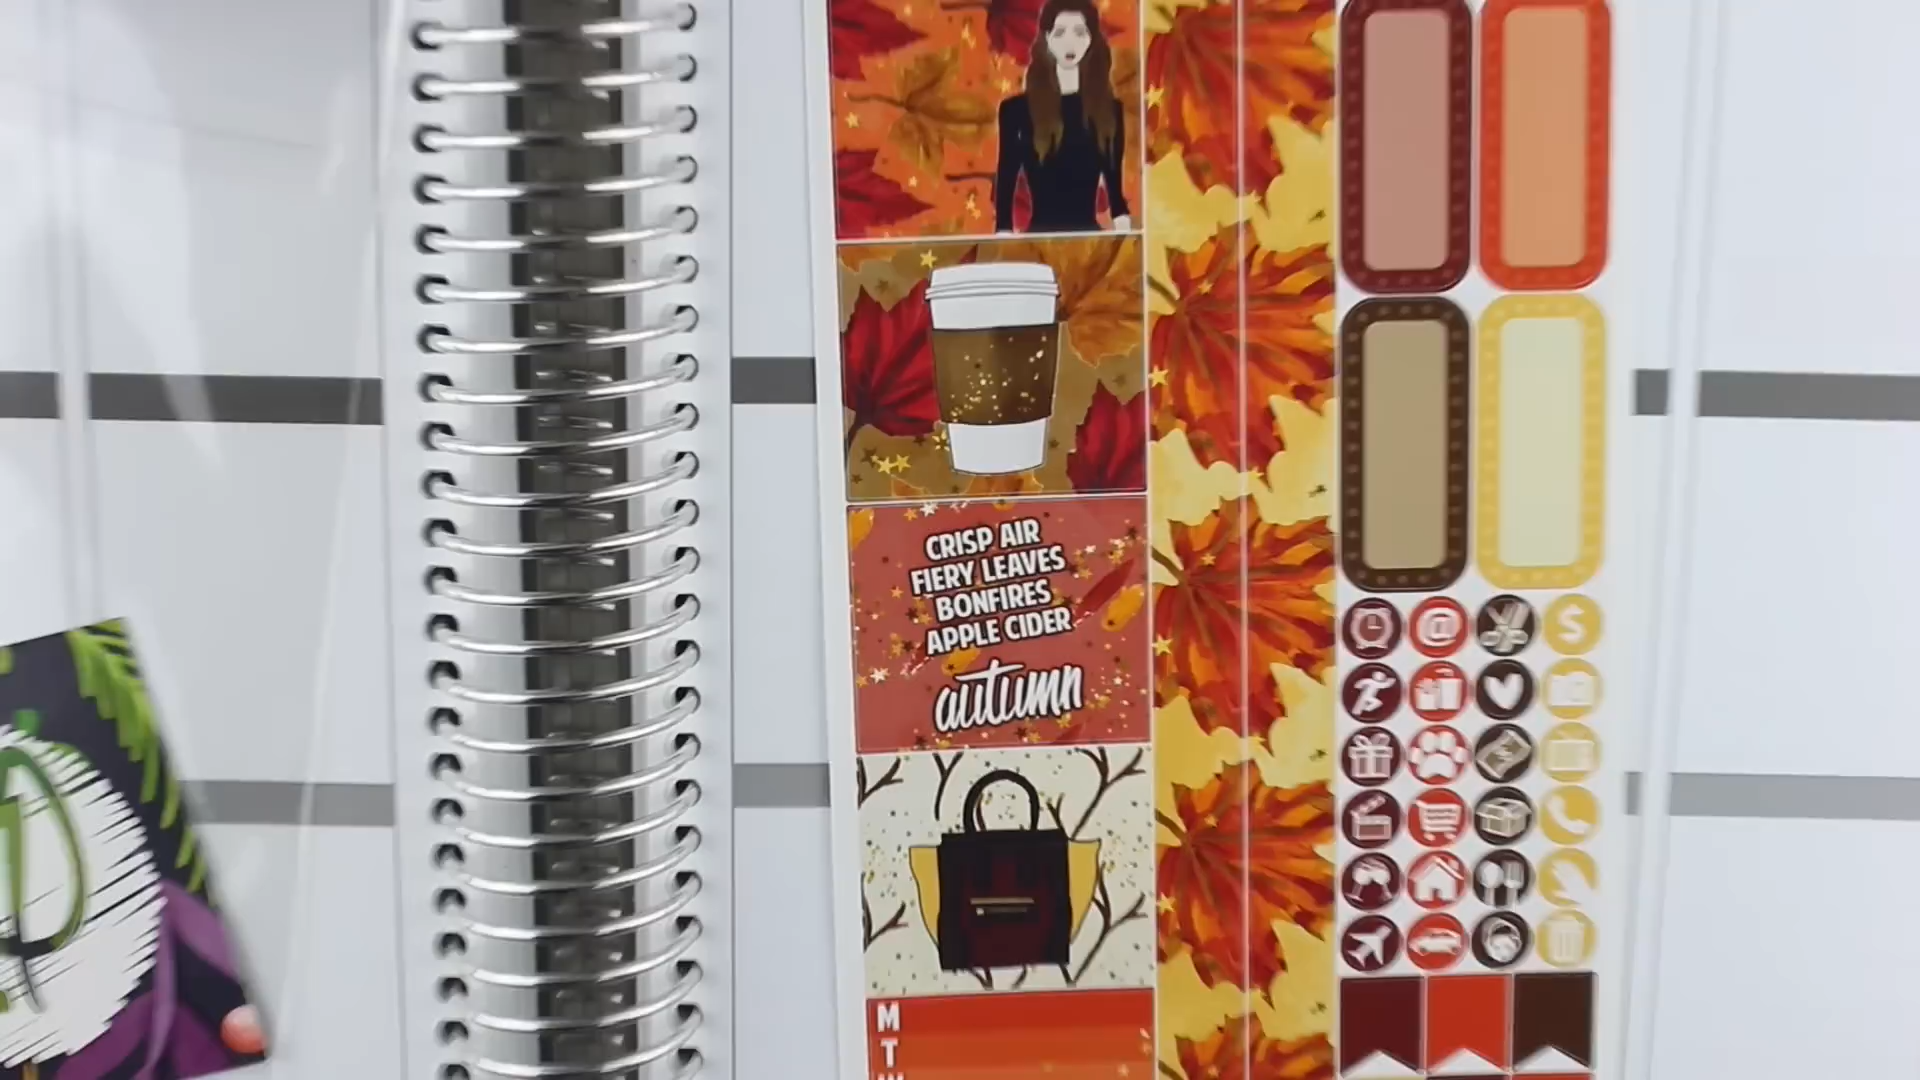 CRISP AIR
FIERY LEAVES
BONFIRES
APPLE CIDER
autumn
@
$
M
T
W